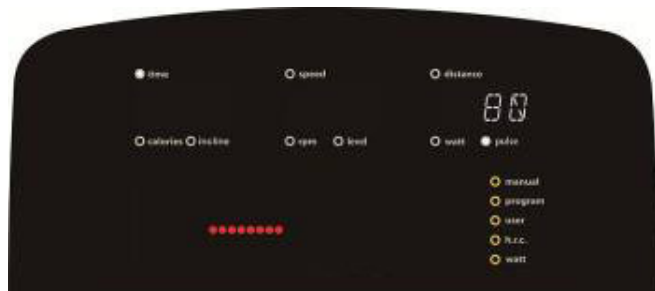 time speed distance
80
calories incline rpm level watt pulse
manual
program
user
h.r.c.
watt